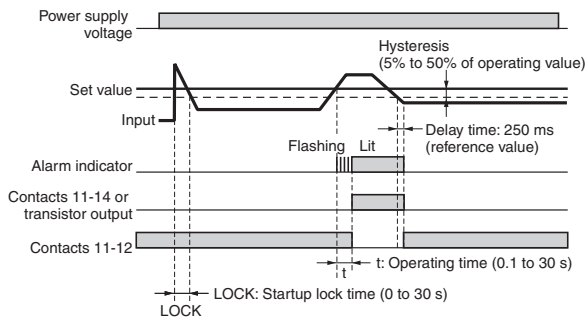 Power supply
voltage
Hysteresis
(5% to 50% of operating value)
Set value
Input
Delay time: 250 ms
(reference value)
Flashing
Lit
Alarm indicator
Contacts 11-14 or
transistor output
Contacts 11-12
t
t: Operating time (0.1 to 30 s)
LOCK: Startup lock time (0 to 30 s)
LOCK